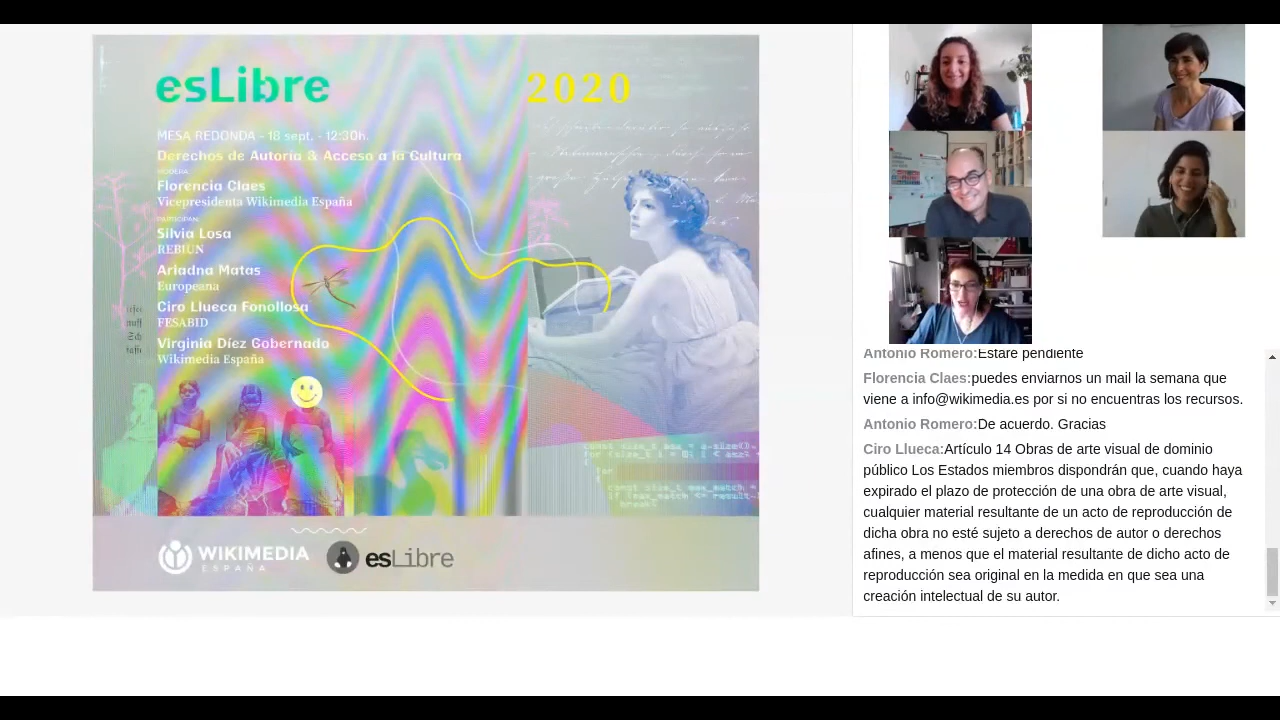 esLibre
2020
MESA REDONDA - 18 sept. - 12:30h.
Derechos de Autoría & Acceso a la Cultura
MODERA:
Florencia Claes
Vicepresidenta Wikimedia España
PARTICIPAN:
Silvia Losa
REBIUN
Ariadna Matas
Europeana
Ciro Llueca Fonollosa
FESABID
Virginia Díez Gobernado
Wikimedia España
WIKIMEDIA
ESPAÑA
esLibre
Antonio Romero:Estaré pendiente
Florencia Claes:puedes enviarnos un mail la semana que
viene a info@wikimedia.es por si no encuentras los recursos.
Antonio Romero:De acuerdo. Gracias
Ciro Llueca:Artículo 14 Obras de arte visual de dominio
público Los Estados miembros dispondrán que, cuando haya
expirado el plazo de protección de una obra de arte visual,
cualquier material resultante de un acto de reproducción de
dicha obra no esté sujeto a derechos de autor o derechos
afines, a menos que el material resultante de dicho acto de
reproducción sea original en la medida en que sea una
creación intelectual de su autor.